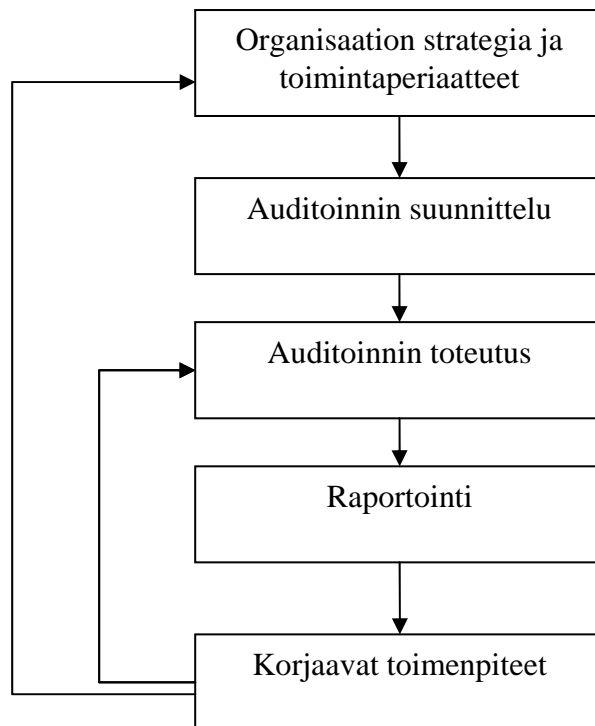 Organisaation strategia ja
toimintaperiaatteet
Auditoinnin suunnittelu
Auditoinnin toteutus
Raportointi
Korjaavat toimenpiteet